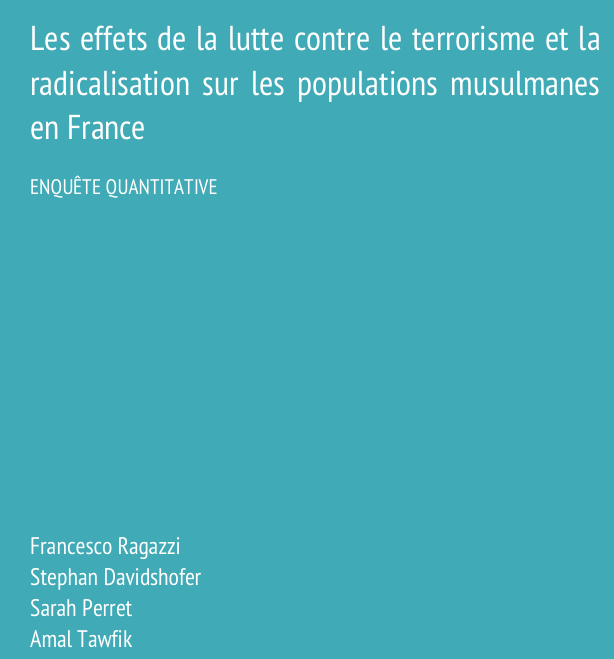 Les effets de la lutte contre le terrorisme et la
radicalisation sur les populations musulmanes
en France
ENQUÊTE QUANTITATIVE
Francesco Ragazzi
Stephan Davidshofer
Sarah Perret
Amal Tawfik